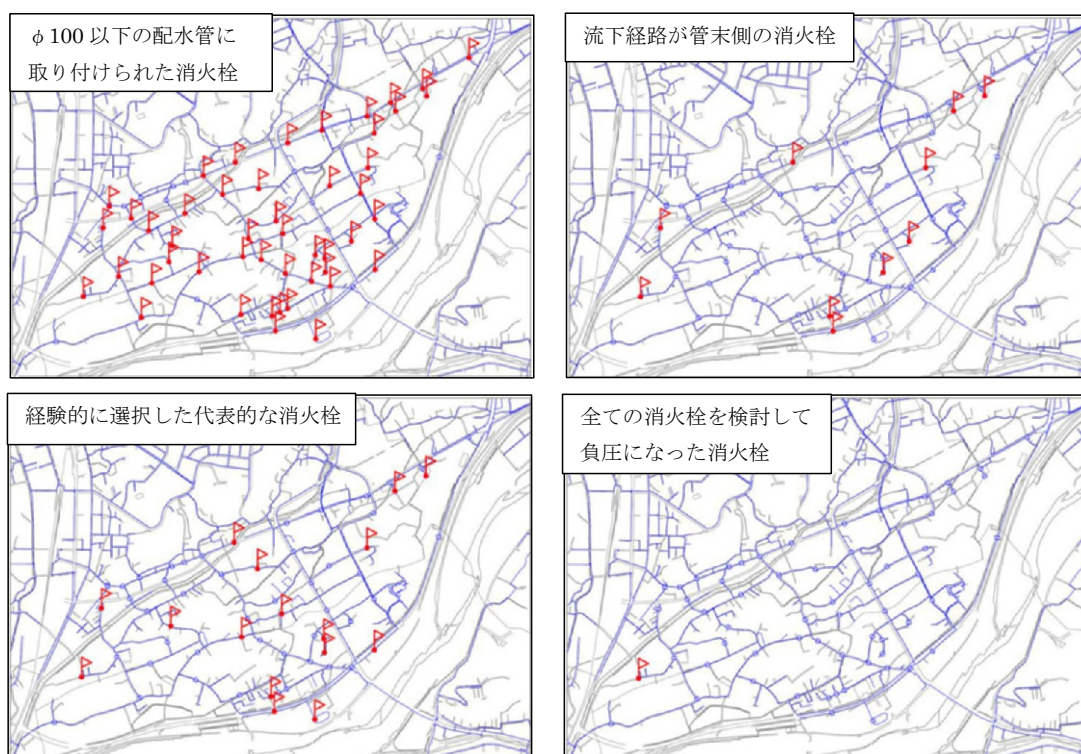 φ100 以下の配水管に
取り付けられた消火栓
流下経路が管末側の消火栓
経験的に選択した代表的な消火栓
全ての消火栓を検討して
負圧になった消火栓